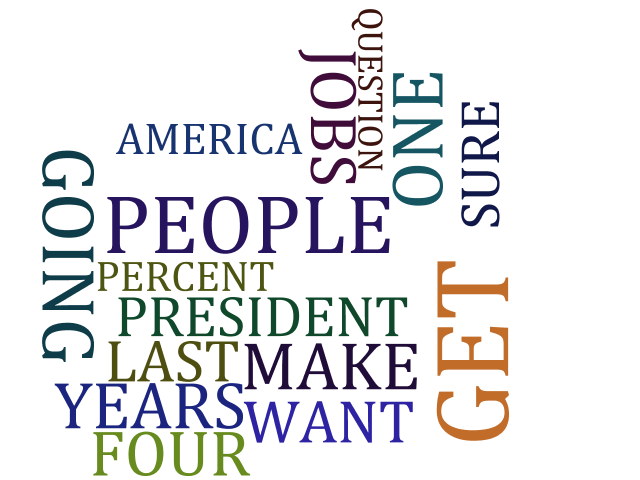 QUESTION
JOBS
ONE
SURE
AMERICA
GOING
PEOPLE
PERCENT
PRESIDENT
GET
LAST
MAKE
YEARS
WANT
FOUR